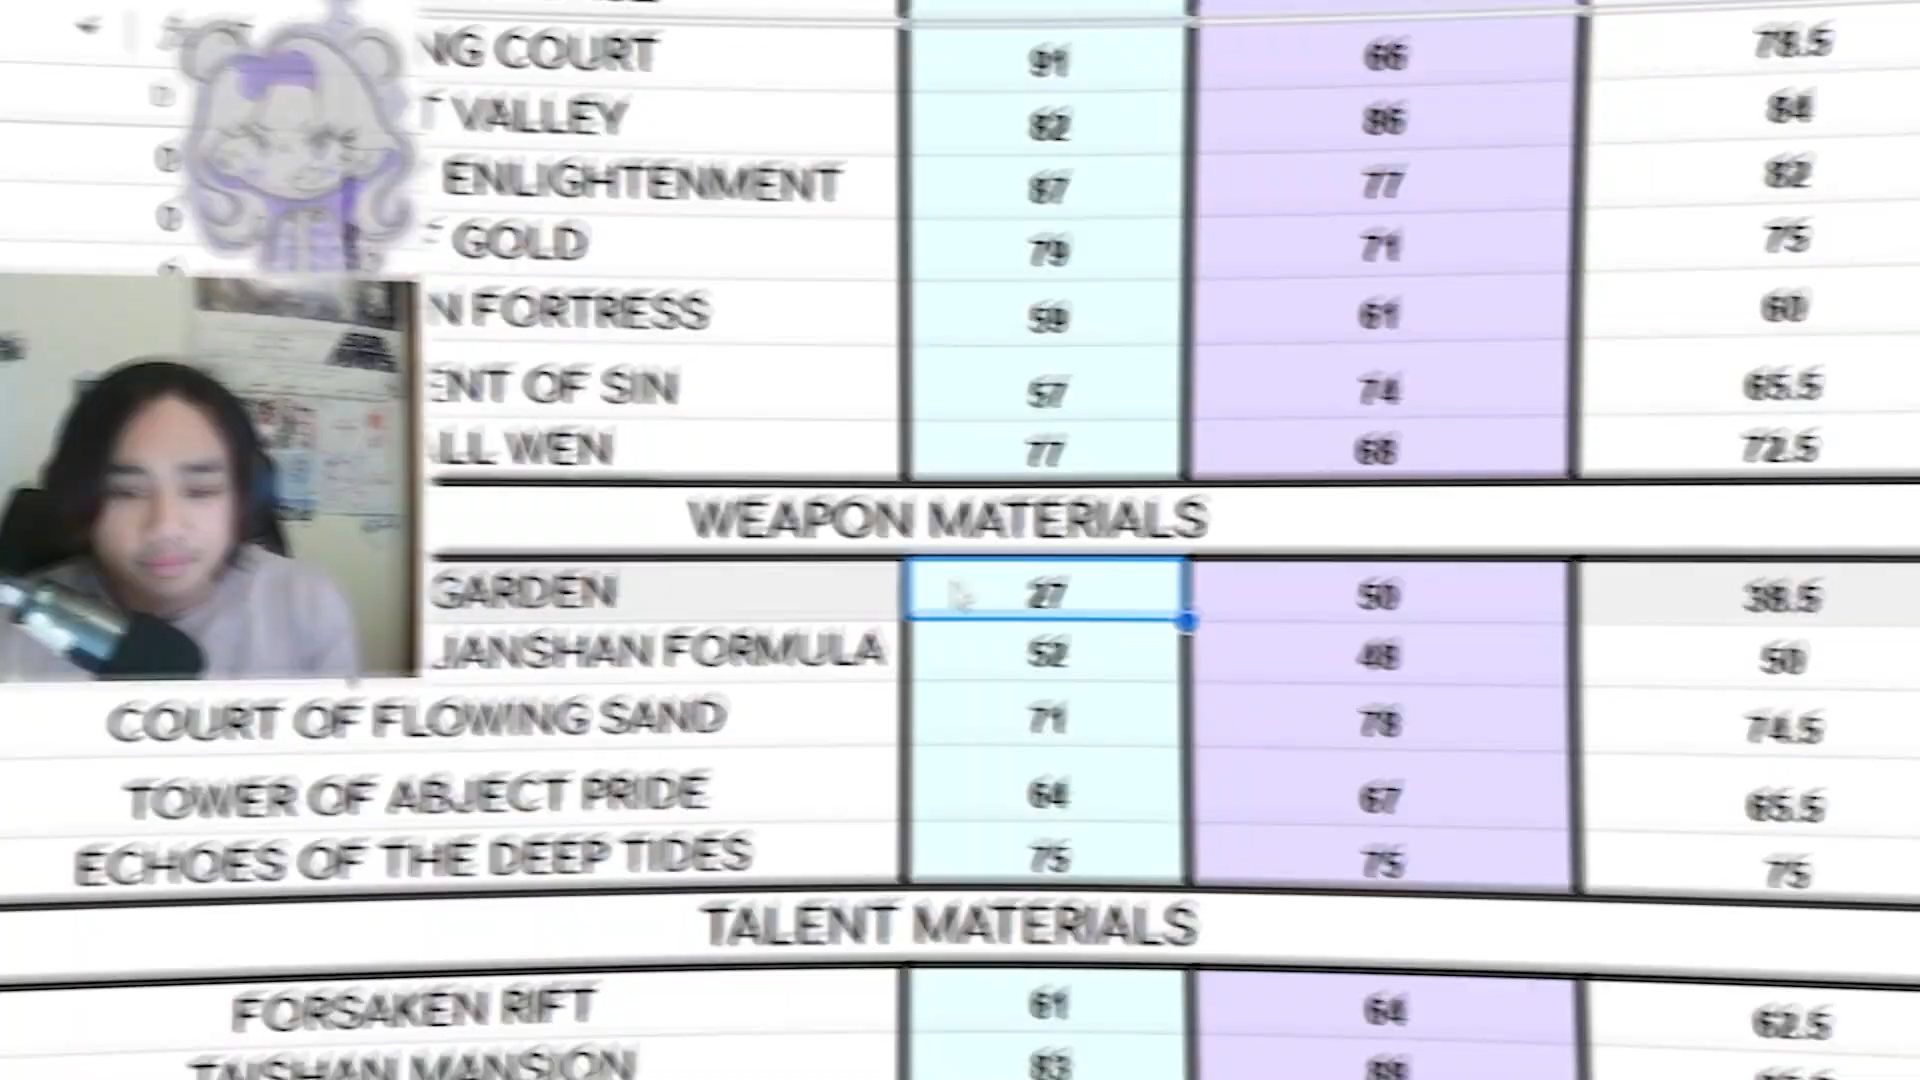 NG COURT 91 66 78.5
VALLEY 82 86 84
ENLIGHTENMENT 87 77 82
GOLD 79 71 75
N FORTRESS 59 61 60
ENT OF SIN 57 74 65.5
LL WEN 77 68 72.5
WEAPON MATERIALS
GARDEN 27 50 38.5
JANSHAN FORMULA 52 48 50
COURT OF FLOWING SAND 71 78 74.5
TOWER OF ABJECT PRIDE 64 67 65.5
ECHOES OF THE DEEP TIDES 75 75 75
TALENT MATERIALS
FORSAKEN RIFT 61 64 62.5
TAISHAN MANSION 83